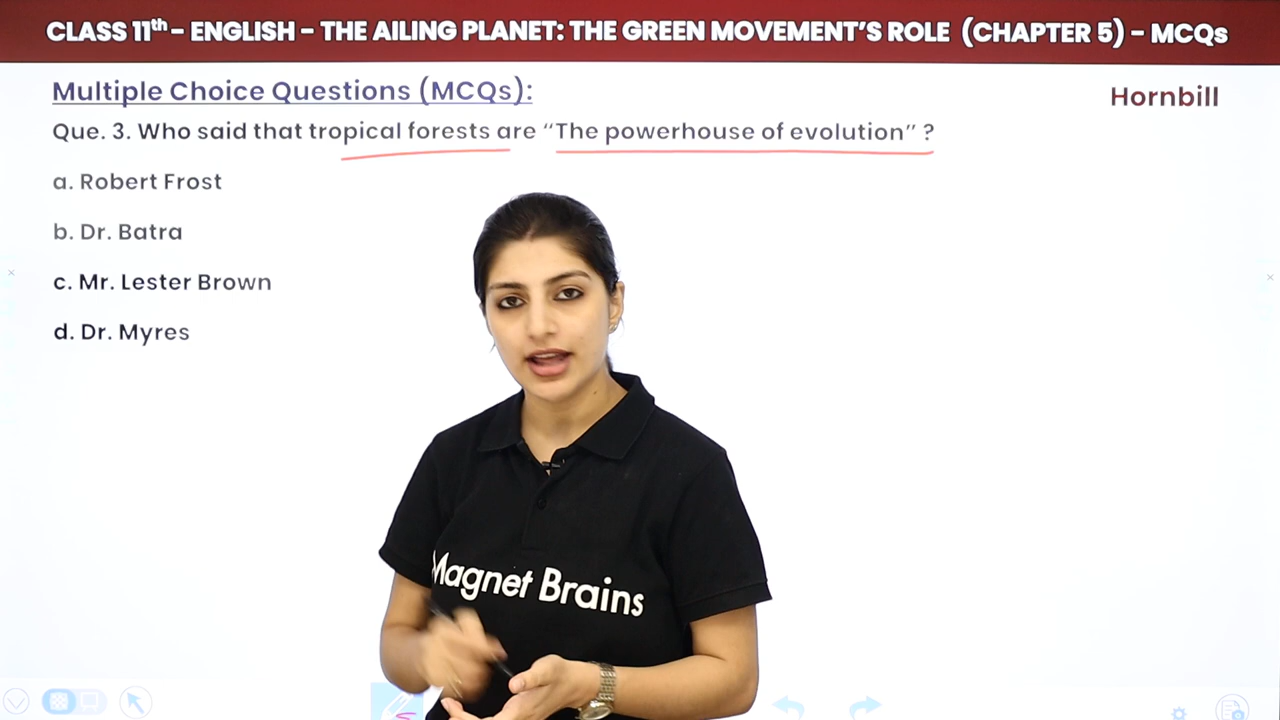 CLASS 11th - ENGLISH - THE AILING PLANET: THE GREEN MOVEMENT'S ROLE (CHAPTER 5) - MCQs
Multiple Choice Questions (MCQs):
Hornbill
Que. 3. Who said that tropical forests are “The powerhouse of evolution” ?
a. Robert Frost
b. Dr. Batra
c. Mr. Lester Brown
d. Dr. Myres
Magnet Brains